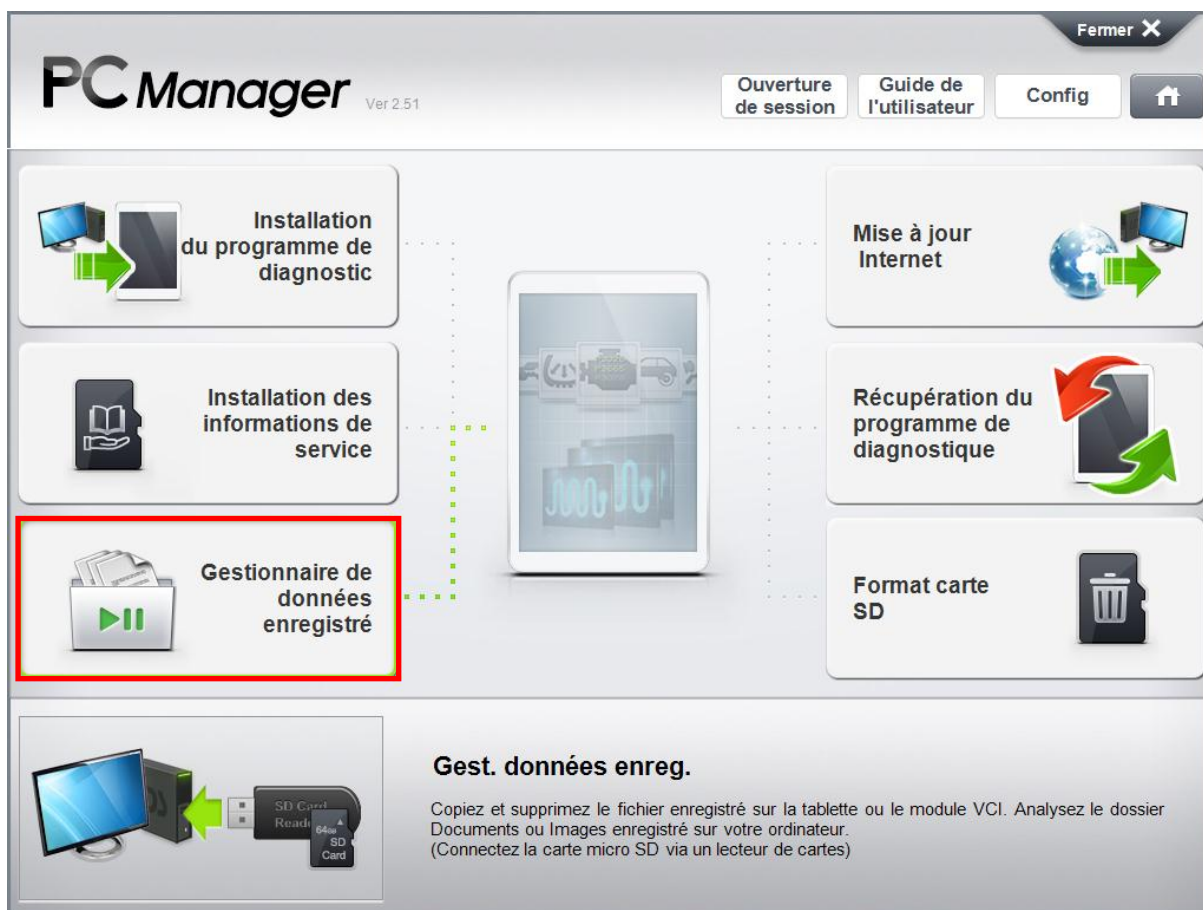 Fermer X
PC Manager Ver 2.51
Ouverture
de session
Guide de
l'utilisateur
Config
Installation
du programme de
diagnostic
Mise à jour
Internet
Installation des
informations de
service
Récupération du
programme de
diagnostique
Gestionnaire de
données
enregistré
Format carte
SD
SD Card
Reader
64GB
SD
Card
Gest. données enreg.
Copiez et supprimez le fichier enregistré sur la tablette ou le module VCI. Analysez le dossier
Documents ou Images enregistré sur votre ordinateur.
(Connectez la carte micro SD via un lecteur de cartes)